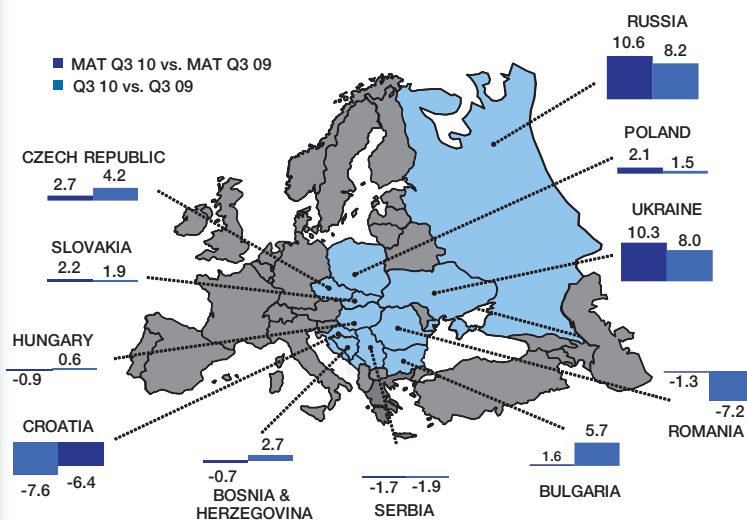 RUSSIA
10.6 8.2
MAT Q3 10 vs. MAT Q3 09
Q3 10 vs. Q3 09
POLAND
2.1 1.5
CZECH REPUBLIC
2.7 4.2
UKRAINE
10.3 8.0
SLOVAKIA
2.2 1.9
HUNGARY
-0.9 0.6
-1.3 -7.2
ROMANIA
CROATIA
-7.6 -6.4
2.7
-0.7
BOSNIA &
HERZEGOVINA
-1.7 -1.9
SERBIA
1.6 5.7
BULGARIA